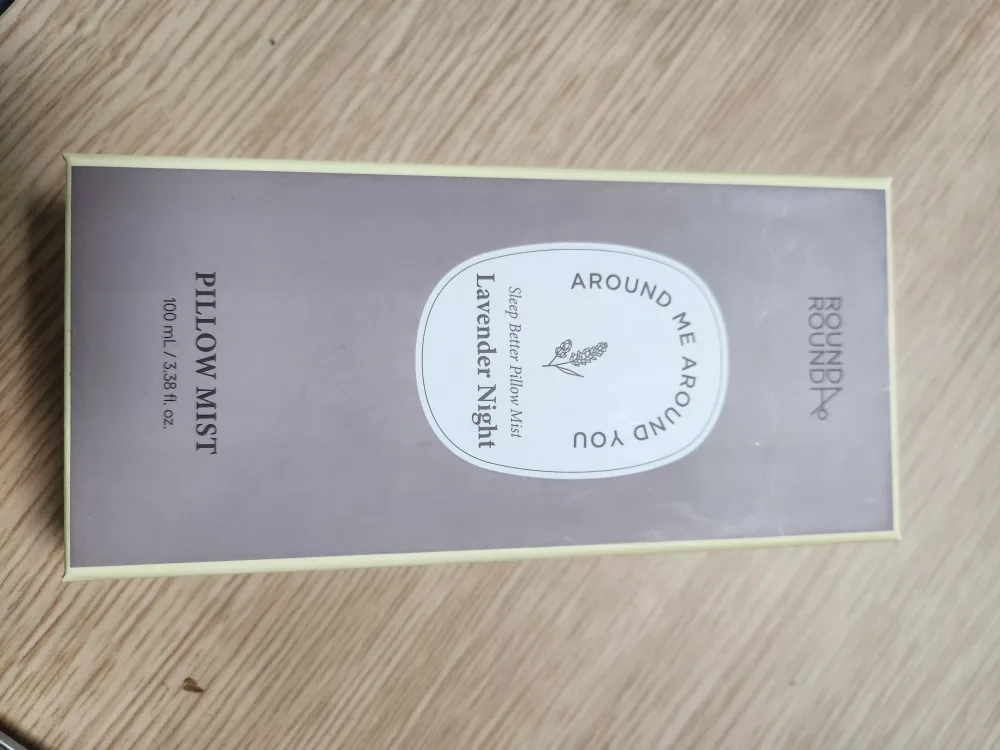 ROUND
ROUNDA
AROUND ME AROUND YOU
Sleep Better Pillow Mist
Lavender Night
PILLOW MIST
100 mL / 3.38 fl. oz.